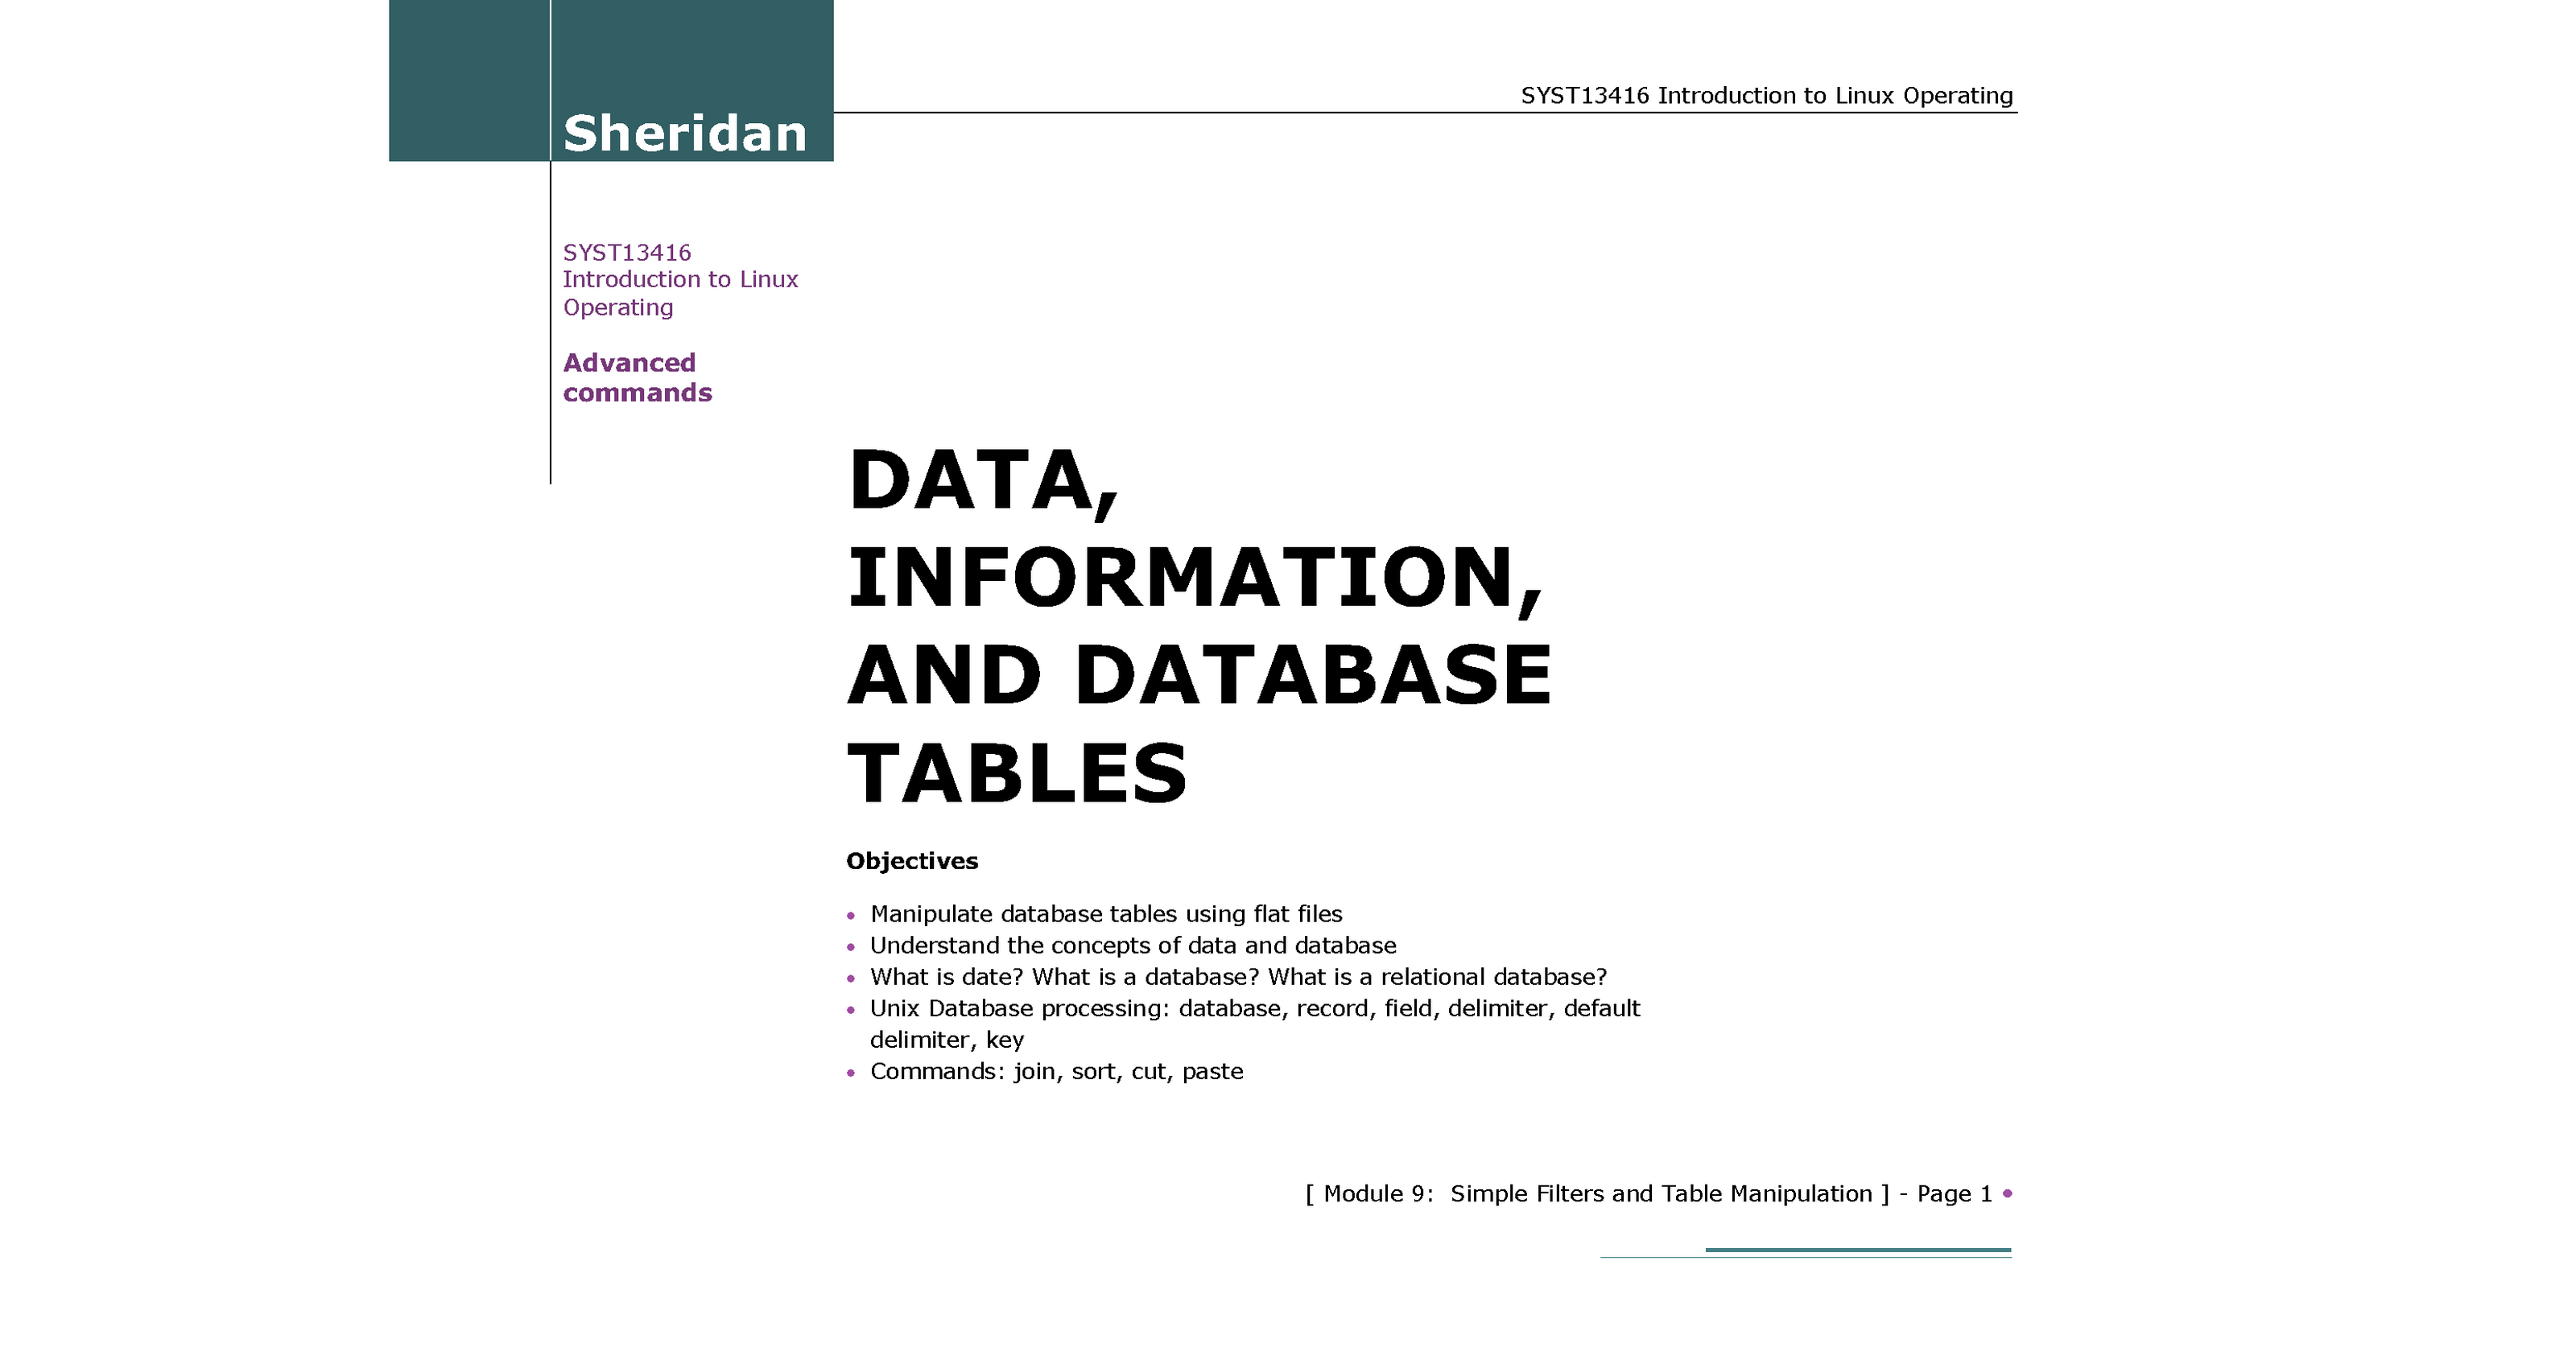 SYST13416 Introduction to Linux Operating
Sheridan
SYST13416
Introduction to Linux
Operating
Advanced
commands
DATA,
INFORMATION,
AND DATABASE
TABLES
Objectives
• Manipulate database tables using flat files
• Understand the concepts of data and database
• What is date? What is a database? What is a relational database?
• Unix Database processing: database, record, field, delimiter, default
delimiter, key
• Commands: join, sort, cut, paste
[ Module 9:  Simple Filters and Table Manipulation ] - Page 1 •